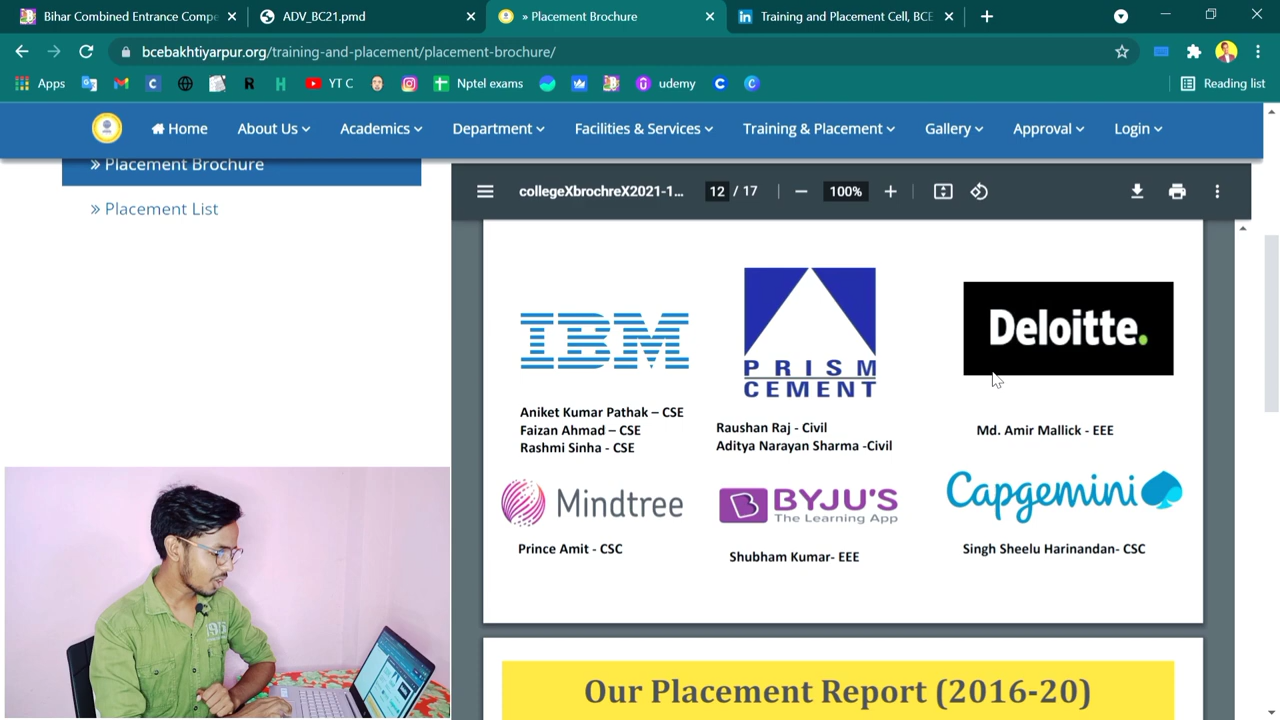 Bihar Combined Entrance Compe
ADV_BC21.pmd
» Placement Brochure
Training and Placement Cell, BCE
bcebakhtiyarpur.org/training-and-placement/placement-brochure/
Apps
YT C
Nptel exams
udemy
Reading list
Home
About Us
Academics
Department
Facilities & Services
Training & Placement
Gallery
Approval
Login
» Placement Brochure
» Placement List
collegeXbrochreX2021-1...
12 / 17
100%
IBM
PRISM
CEMENT
Deloitte.
Aniket Kumar Pathak – CSE
Faizan Ahmad – CSE
Rashmi Sinha - CSE
Raushan Raj - Civil
Aditya Narayan Sharma -Civil
Md. Amir Mallick - EEE
Mindtree
BYJU'S
The Learning App
Capgemini
Prince Amit - CSC
Shubham Kumar- EEE
Singh Sheelu Harinandan- CSC
Our Placement Report (2016-20)